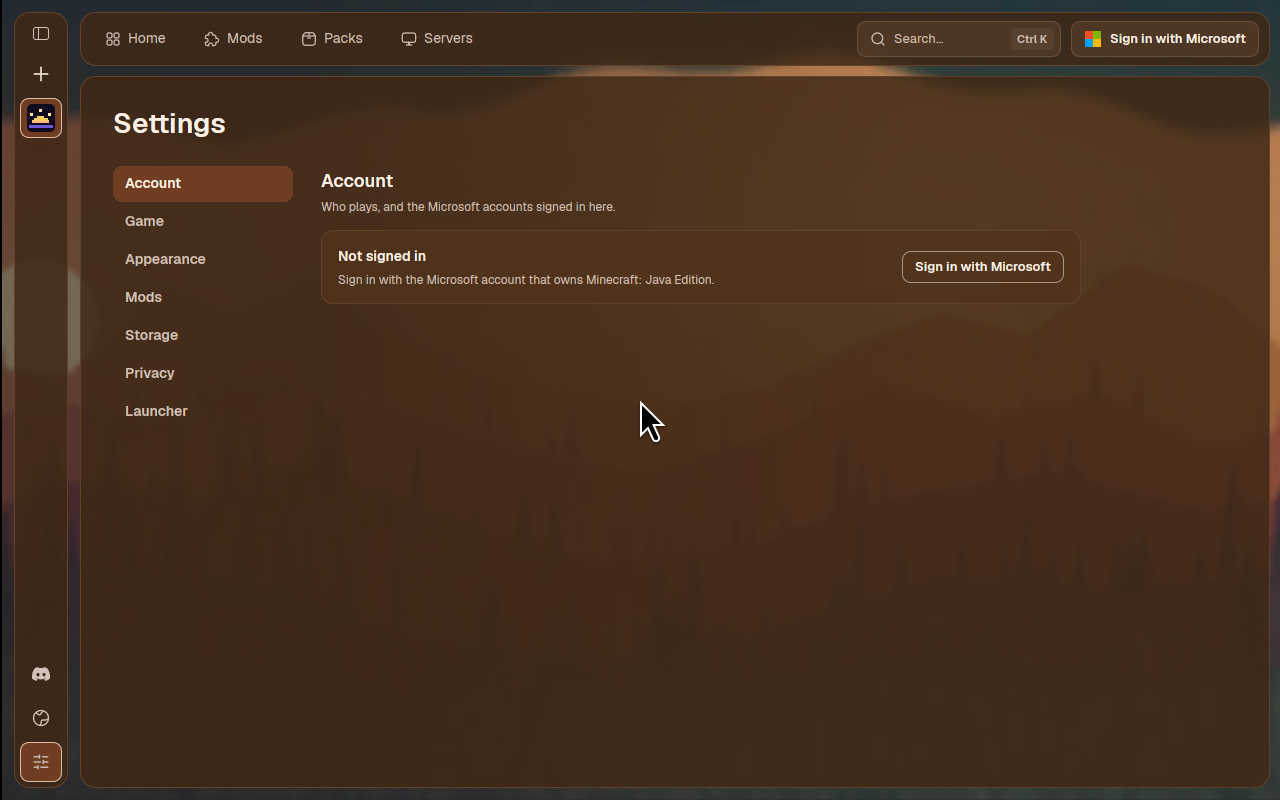 Home
Mods
Packs
Servers
Search...
Ctrl K
Sign in with Microsoft
Settings
Account
Game
Appearance
Mods
Storage
Privacy
Launcher
Account
Who plays, and the Microsoft accounts signed in here.
Not signed in
Sign in with the Microsoft account that owns Minecraft: Java Edition.
Sign in with Microsoft